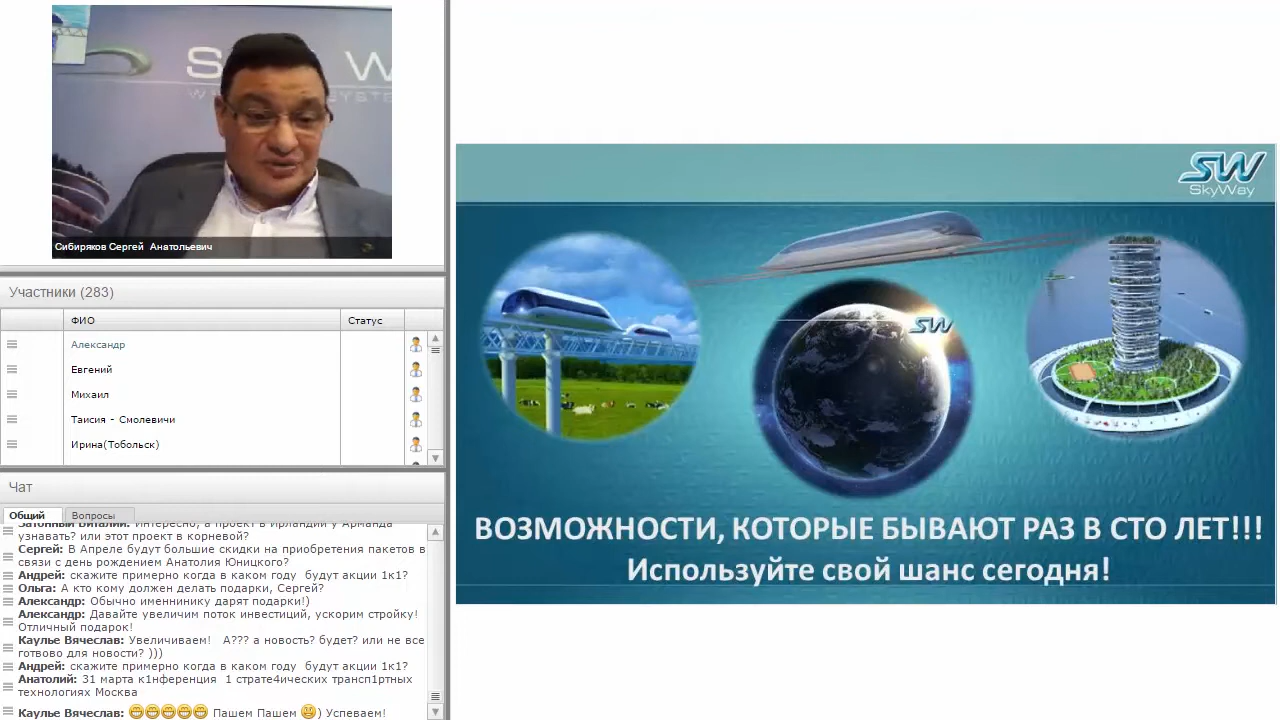 S W
Сибиряков Сергей Анатольевич
Участники (283)
ФИО Статус
Александр
Евгений
Михаил
Таисия - Смолевичи
Ирина(Тобольск)
Чат
Общий Вопросы
Затонный Виталий: Интересно, а проект в Ирландии у Арманда
узнавать? или этот проект в корневой?
Сергей: В Апреле будут большие скидки на приобретения пакетов в
связи с день рождением Анатолия Юницкого?
Андрей: скажите примерно когда в каком году будут акции 1к1?
Ольга: А кто кому должен делать подарки, Сергей?
Александр: Обычно именнинику дарят подарки!)
Александр: Давайте увеличим поток инвестиций, ускорим стройку!
Отличный подарок!
Каулье Вячеслав: Увеличиваем! А??? а новость? будет? или не все
готвово для новости? )))
Андрей: скажите примерно когда в каком году будут акции 1к1?
Анатолий: 31 марта к1нференция 1 страте4ических трансп1ртных
технологиях Москва
Каулье Вячеслав: Пашем Пашем ) Успеваем!
SW
SkyWay
SW
ВОЗМОЖНОСТИ, КОТОРЫЕ БЫВАЮТ РАЗ В СТО ЛЕТ!!!
Используйте свой шанс сегодня!